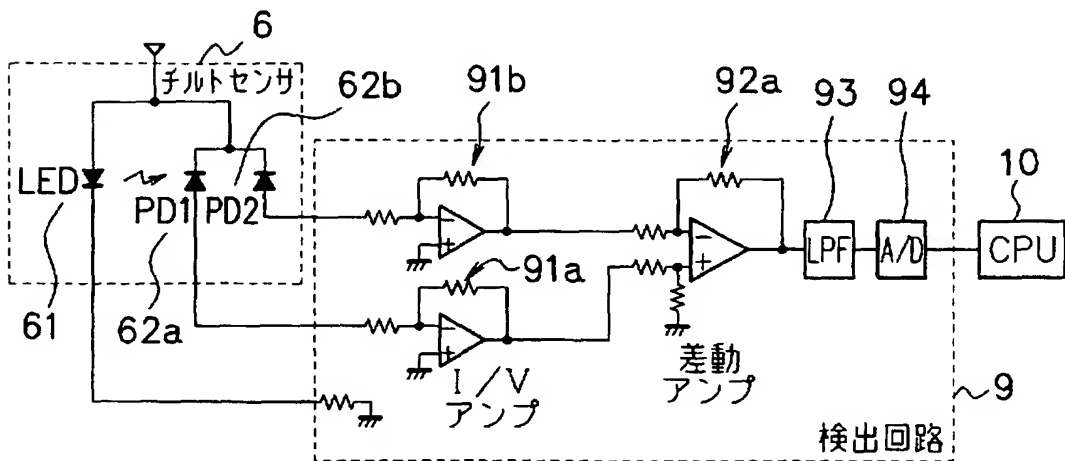 6
チルトセンサ
62b
91b
92a
93
94
10
LED
PD1
PD2
LPF
A/D
CPU
91a
61
62a
I/V
アンプ
差動
アンプ
9
検出回路